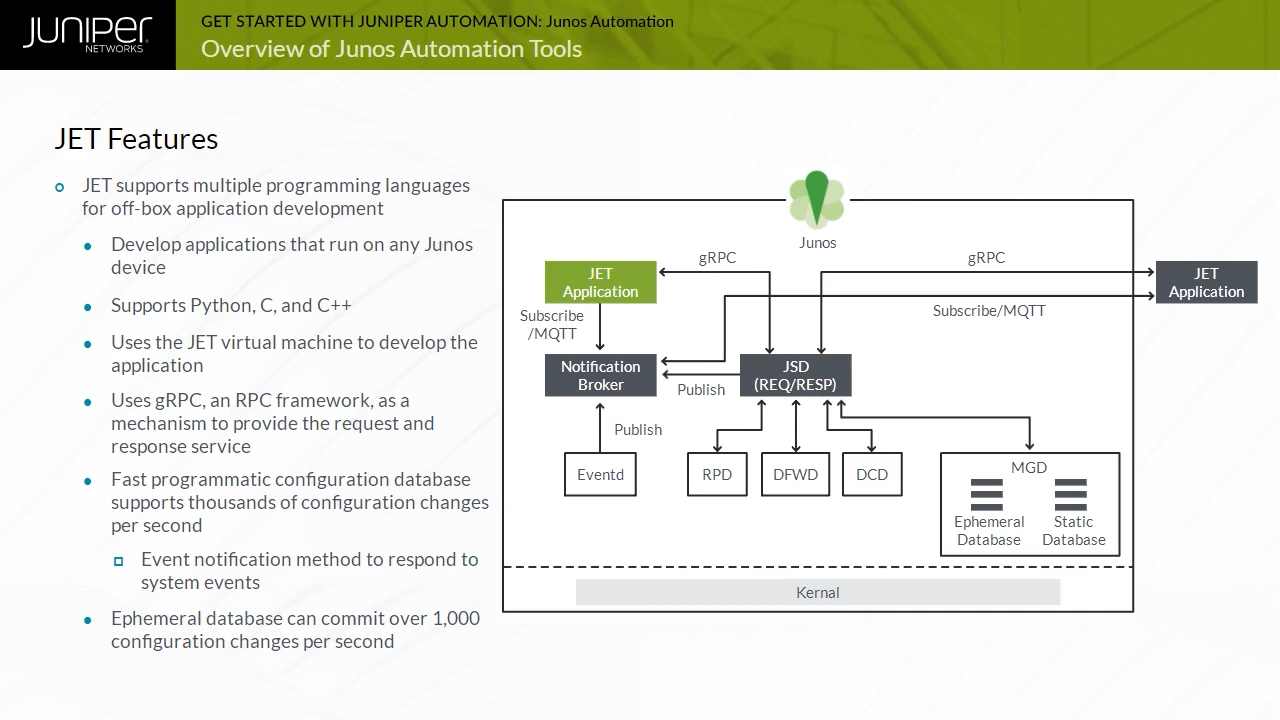 JUNIPER
NETWORKS
GET STARTED WITH JUNIPER AUTOMATION: Junos Automation
Overview of Junos Automation Tools
JET Features
JET supports multiple programming languages
for off-box application development
Develop applications that run on any Junos
device
Supports Python, C, and C++
Uses the JET virtual machine to develop the
application
Uses gRPC, an RPC framework, as a
mechanism to provide the request and
response service
Fast programmatic configuration database
supports thousands of configuration changes
per second
Event notification method to respond to
system events
Ephemeral database can commit over 1,000
configuration changes per second
Junos
gRPC
gRPC
JET
Application
JET
Application
Subscribe
/MQTT
Subscribe/MQTT
Notification
Broker
JSD
(REQ/RESP)
Publish
Publish
Eventd
RPD
DFWD
DCD
MGD
Ephemeral
Database
Static
Database
Kernal